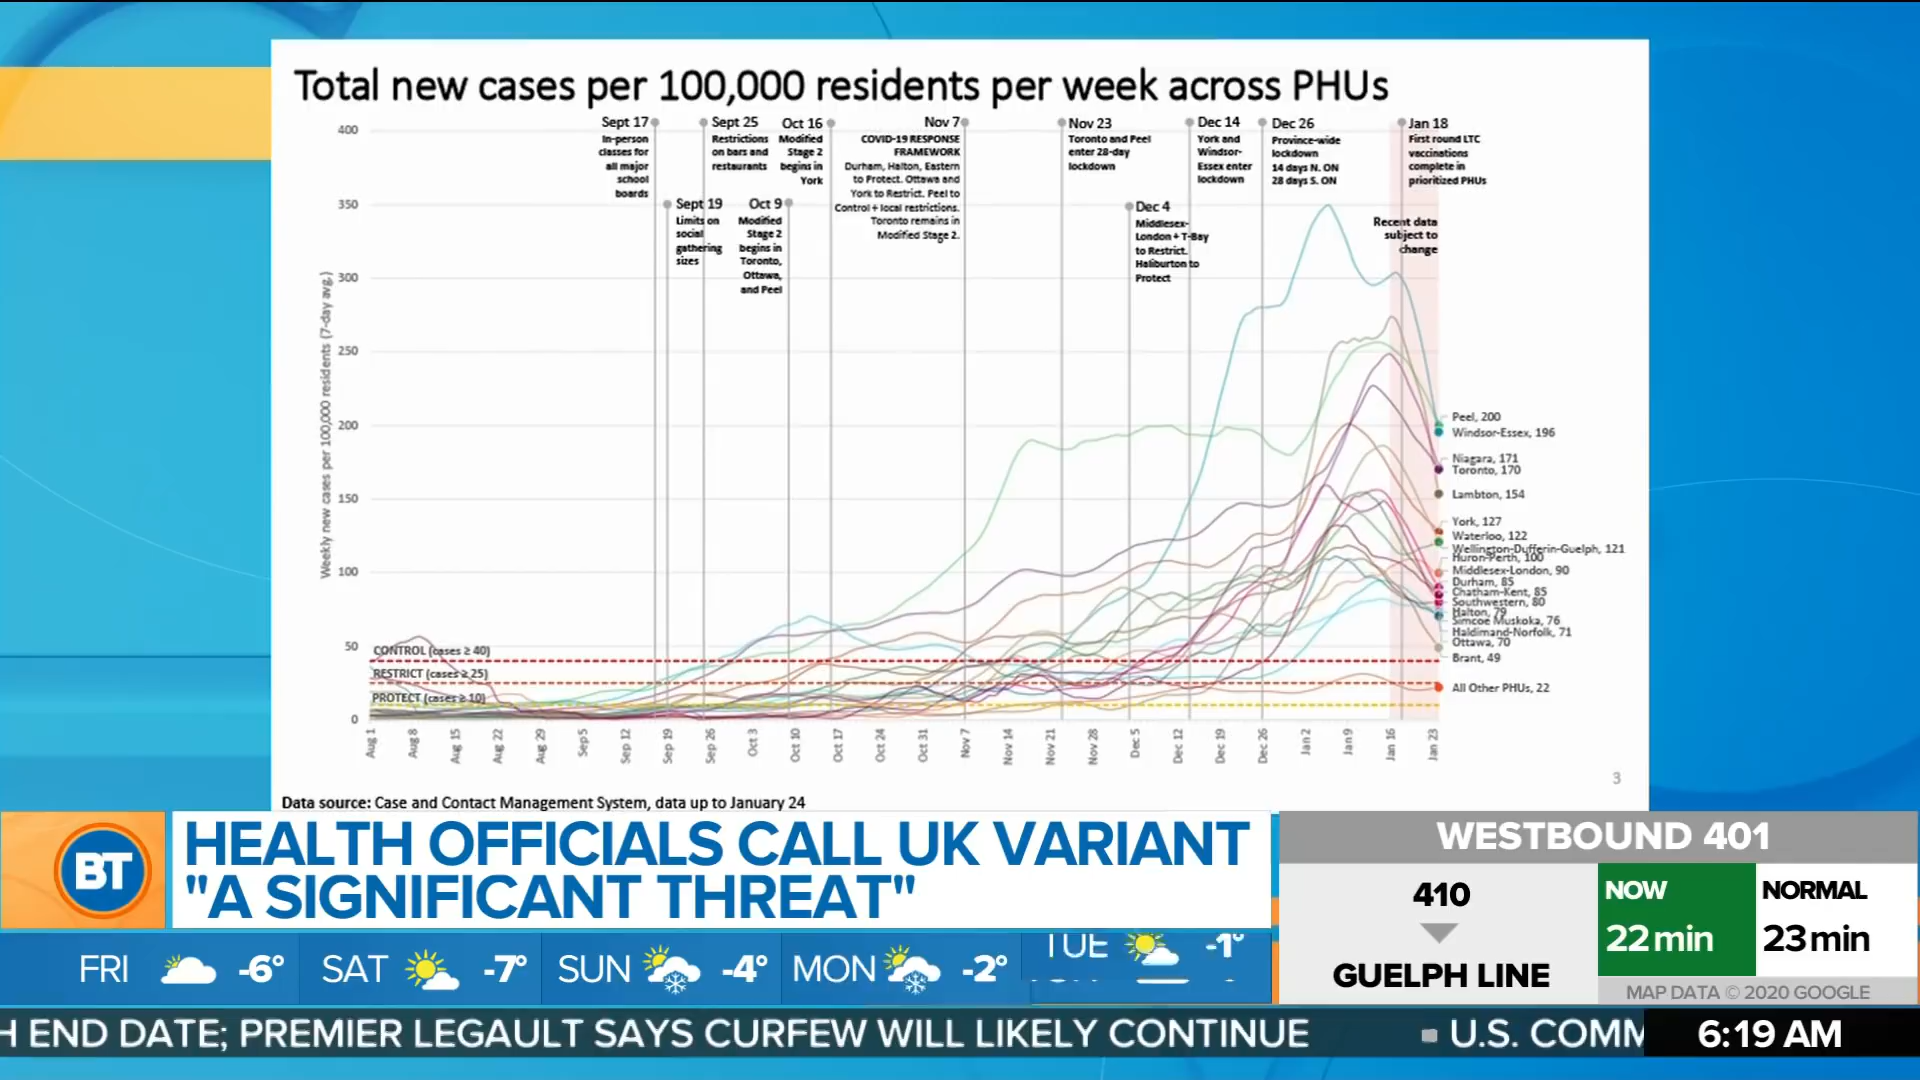 Total new cases per 100,000 residents per week across PHUs
Weekly new cases per 100,000 residents (7-day avg.)
400
350
300
250
200
150
100
50
0
Sept 17
In-person
classes for
all major
school
boards
Sept 19
Limits on
social
gathering
sizes
Sept 25
Restrictions
on bars and
restaurants
Oct 9
Modified
Stage 2
begins in
Toronto,
Ottawa,
and Peel
Oct 16
Modified
Stage 2
begins in
York
Nov 7
COVID-19 RESPONSE
FRAMEWORK
Durham, Halton, Eastern
to Protect. Ottawa and
York to Restrict. Peel to
Control + local restrictions.
Toronto remains in
Modified Stage 2.
Nov 23
Toronto and Peel
enter 28-day
lockdown
Dec 4
Middlesex-
London + T-Bay
to Restrict.
Haliburton to
Protect
Dec 14
York and
Windsor-
Essex enter
lockdown
Dec 26
Province-wide
lockdown
14 days N. ON
28 days S. ON
Jan 18
First round LTC
vaccinations
complete in
prioritized PHUs
Recent data
subject to
change
CONTROL (cases ≥ 40)
RESTRICT (cases ≥ 25)
PROTECT (cases ≥ 10)
Peel, 200
Windsor-Essex, 196
Niagara, 171
Toronto, 170
Lambton, 154
York, 127
Waterloo, 122
Wellington-Dufferin-Guelph, 121
Huron-Perth, 100
Middlesex-London, 90
Durham, 85
Chatham-Kent, 85
Southwestern, 80
Halton, 79
Simcoe Muskoka, 76
Haldimand-Norfolk, 71
Ottawa, 70
Brant, 49
All Other PHUs, 22
Aug 1
Aug 8
Aug 15
Aug 22
Aug 29
Sep 5
Sep 12
Sep 19
Sep 26
Oct 3
Oct 10
Oct 17
Oct 24
Oct 31
Nov 7
Nov 14
Nov 21
Nov 28
Dec 5
Dec 12
Dec 19
Dec 26
Jan 2
Jan 9
Jan 16
Jan 23
3
Data source: Case and Contact Management System, data up to January 24
BT
HEALTH OFFICIALS CALL UK VARIANT
"A SIGNIFICANT THREAT"
WESTBOUND 401
410
GUELPH LINE
NOW
22 min
NORMAL
23 min
MAP DATA © 2020 GOOGLE
FRI -6° SAT -7° SUN -4° MON -2° TUE -1°
H END DATE; PREMIER LEGAULT SAYS CURFEW WILL LIKELY CONTINUE U.S. COMM
6:19 AM